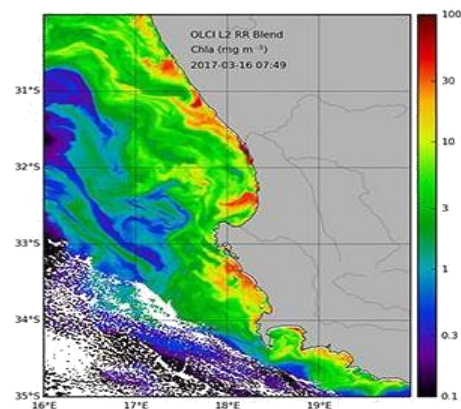 OLCI L2 RR Blend
Chla (mg m⁻³)
2017-03-16 07:49
100
30
10
3
1
0.3
0.1
31°S
32°S
33°S
34°S
35°S
16°E
17°E
18°E
19°E